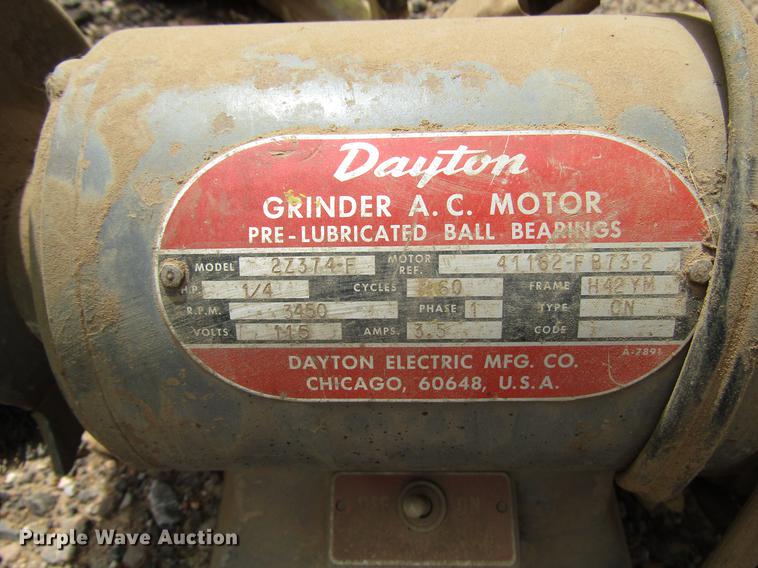 Dayton
GRINDER A.C. MOTOR
PRE-LUBRICATED BALL BEARINGS
MODEL 2Z374-F MOTOR REF. 41162-FB73-2
H.P. 1/4 CYCLES 60 FRAME H42YM
R.P.M. 3450 PHASE 1 TYPE CN
VOLTS 115 AMPS. 3.5 CODE
A-7891
DAYTON ELECTRIC MFG. CO.
CHICAGO, 60648, U.S.A.
Purple Wave Auction